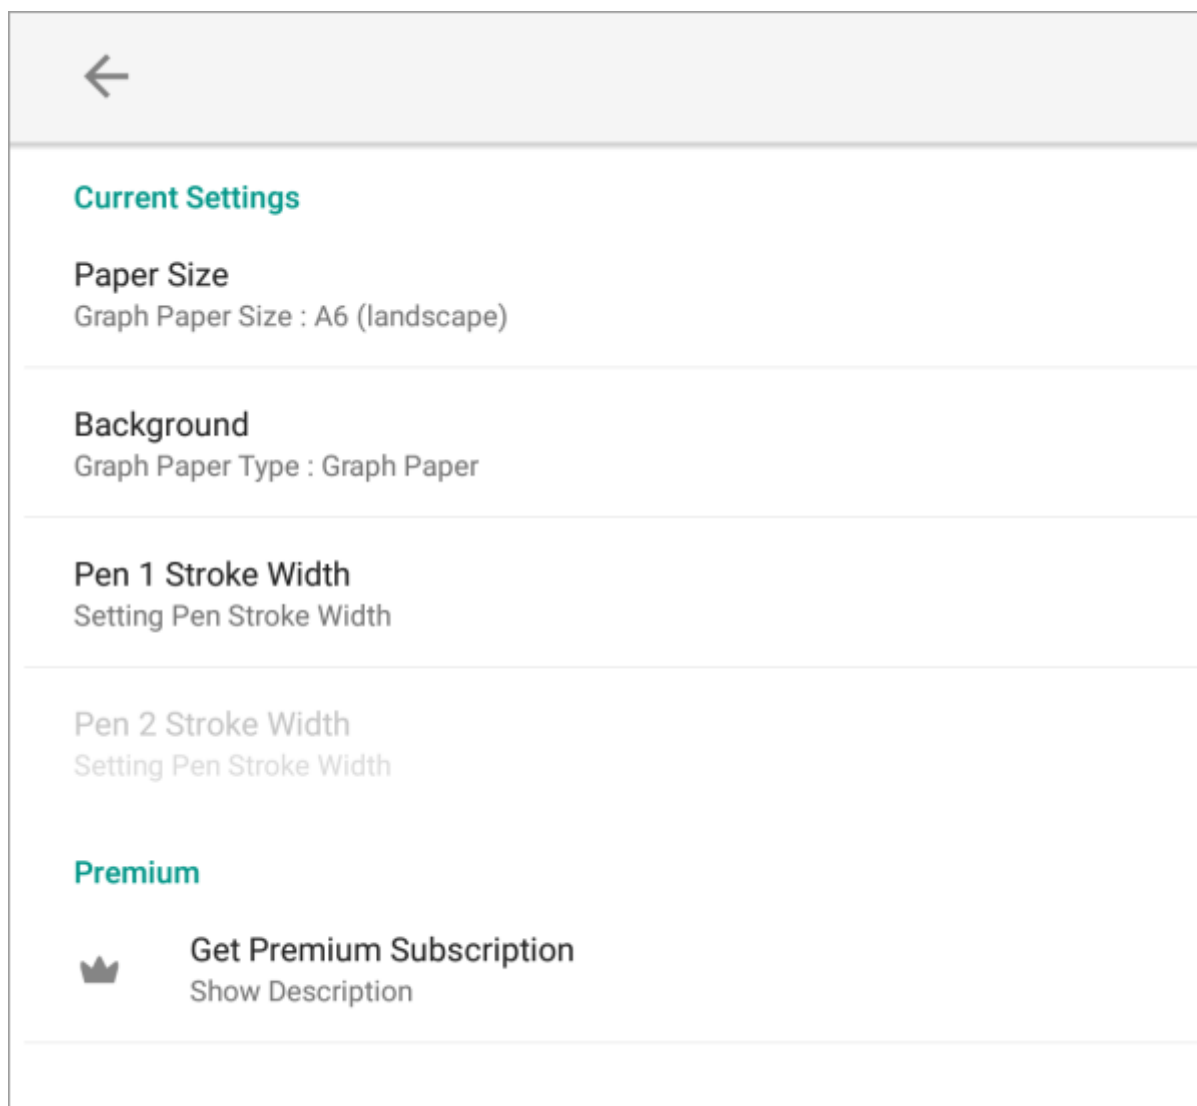 Current Settings
Paper Size
Graph Paper Size : A6 (landscape)
Background
Graph Paper Type : Graph Paper
Pen 1 Stroke Width
Setting Pen Stroke Width
Pen 2 Stroke Width
Setting Pen Stroke Width
Premium
Get Premium Subscription
Show Description